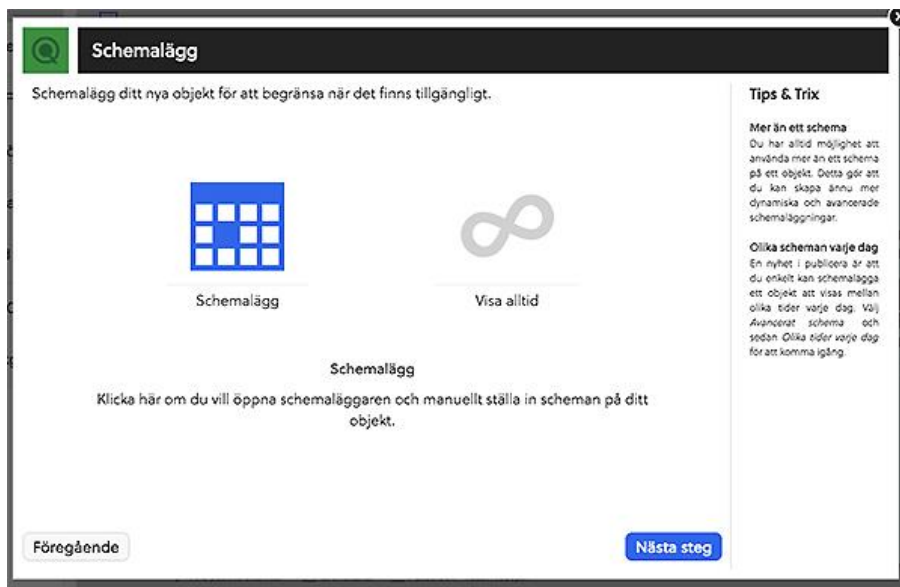 Schemalägg
Schemalägg ditt nya objekt för att begränsa när det finns tillgängligt.
Schemalägg
Visa alltid
Schemalägg
Klicka här om du vill öppna schemaläggaren och manuellt ställa in scheman på ditt
objekt.
Föregående
Nästa steg
Tips & Trix
Mer än ett schema
Du har alltid möjlighet att
använda mer än ett schema
på ett objekt. Detta gör att
du kan skapa ännu mer
dynamiska och avancerade
schemaläggningar.
Olika scheman varje dag
En nyhet i publicera är att
du enkelt kan schemalägga
ett objekt att visas mellan
olika tider varje dag. Välj
Avancerat schema och
sedan Olika tider varje dag
för att komma igång.